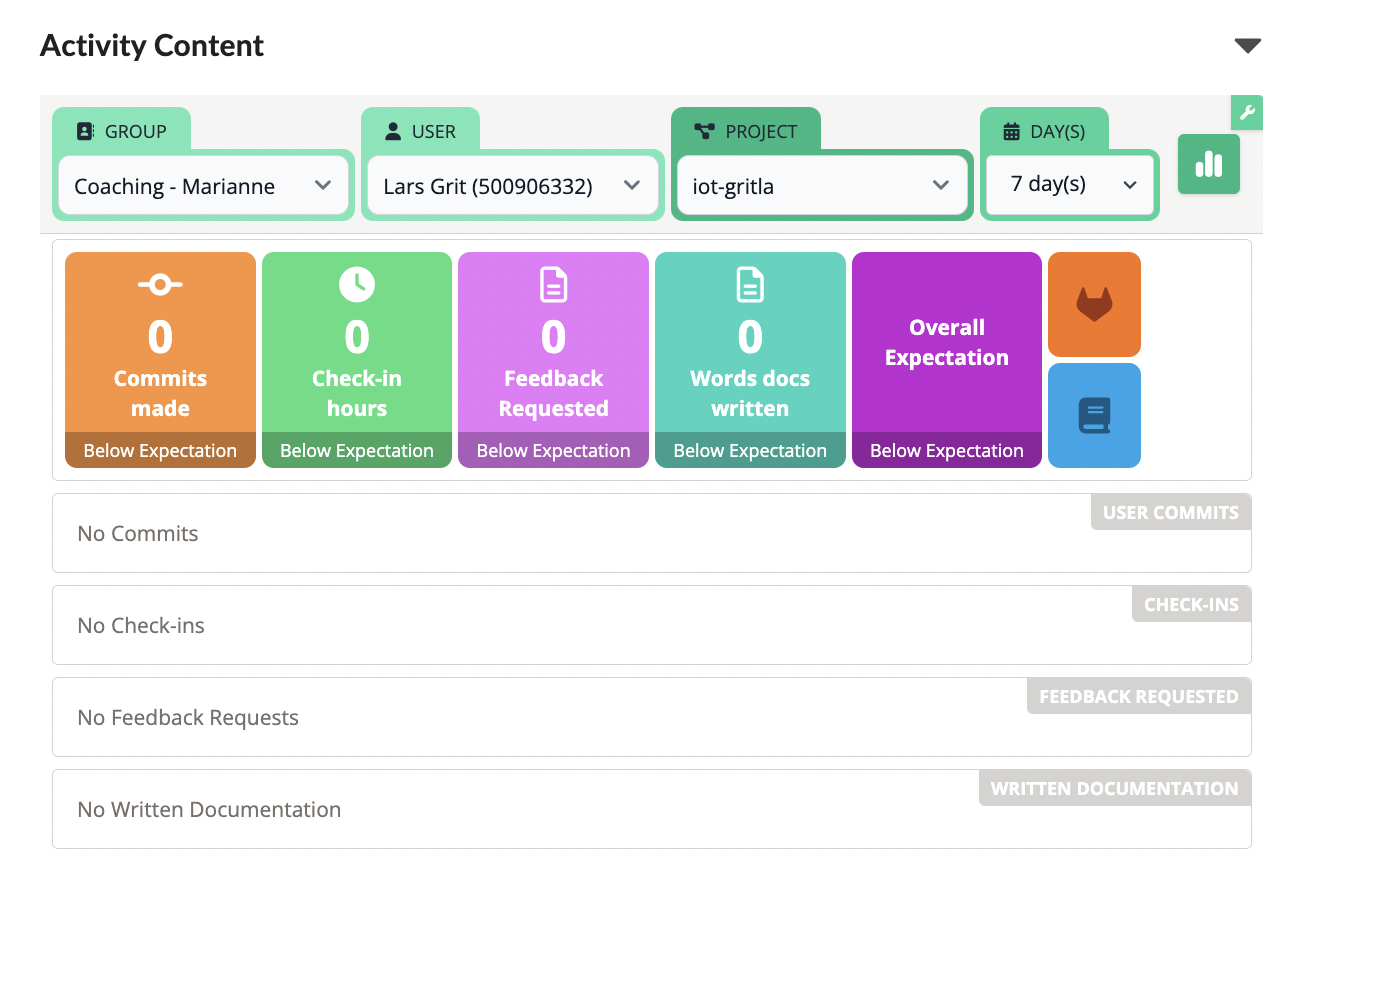 Activity Content
GROUP
USER
PROJECT
DAY(S)
Coaching - Marianne
Lars Grit (500906332)
iot-gritla
7 day(s)
0
Commits
made
Below Expectation
0
Check-in
hours
Below Expectation
0
Feedback
Requested
Below Expectation
0
Words docs
written
Below Expectation
Overall
Expectation
Below Expectation
USER COMMITS
No Commits
CHECK-INS
No Check-ins
FEEDBACK REQUESTED
No Feedback Requests
WRITTEN DOCUMENTATION
No Written Documentation